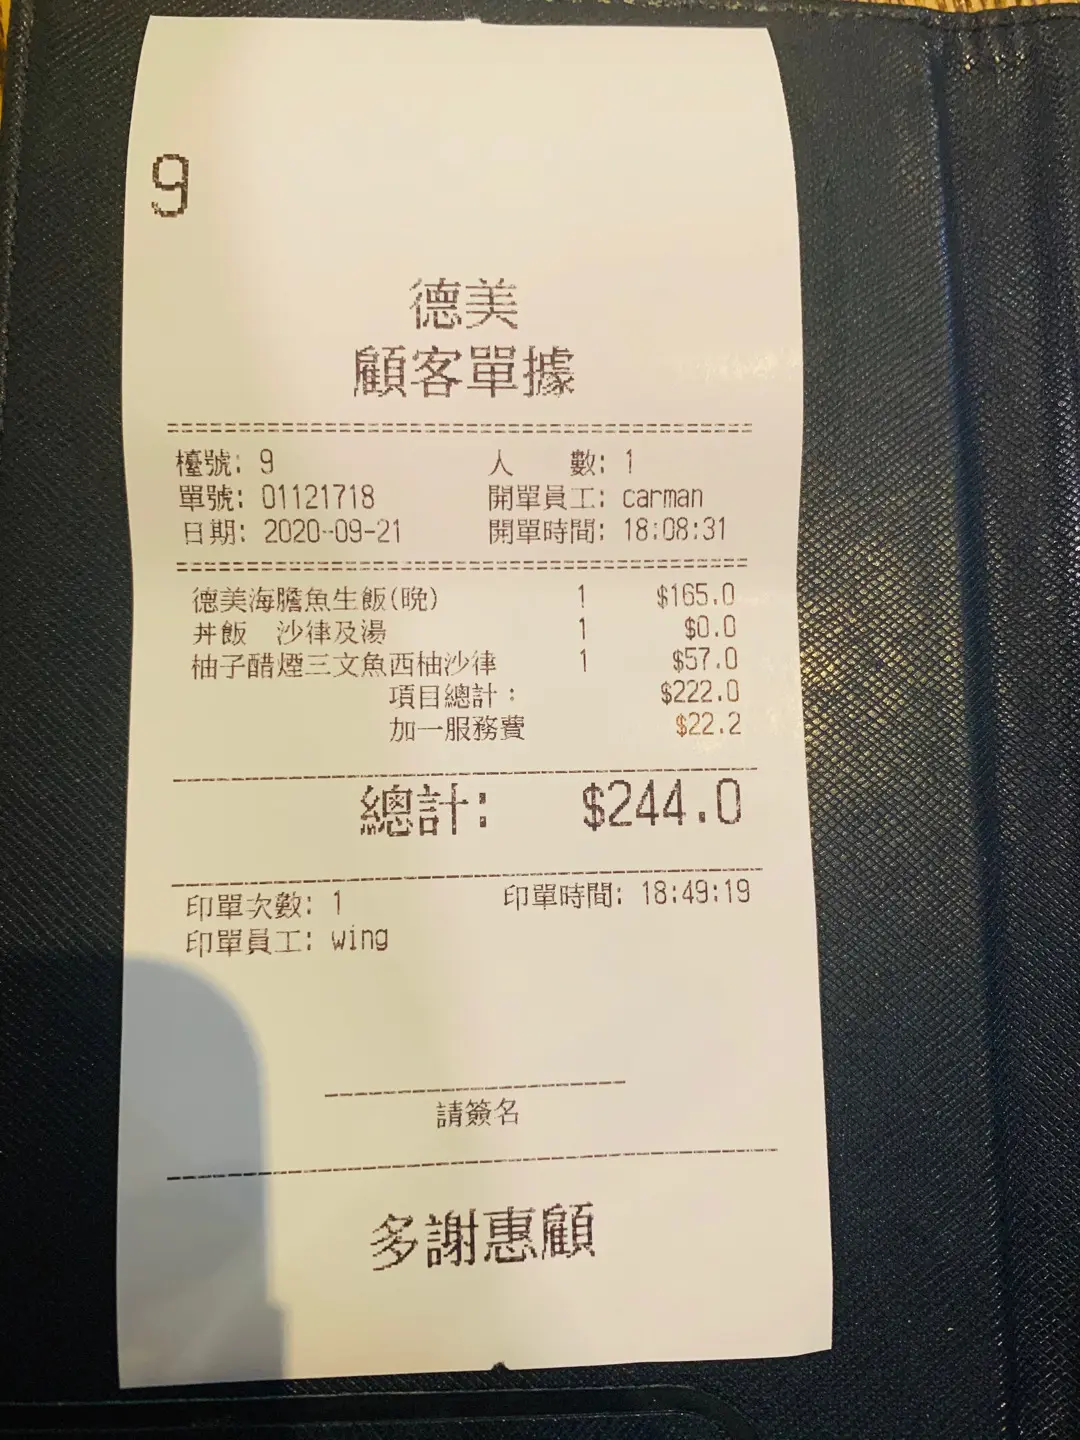 9
德美
顧客單據
檯號: 9 人 數: 1
單號: 01121718 開單員工: carman
日期: 2020-09-21 開單時間: 18:08:31
德美海膽魚生飯(晚) 1 $165.0
丼飯 沙律及湯 1 $0.0
柚子醋煙三文魚西柚沙律 1 $57.0
項目總計: $222.0
加一服務費 $22.2
總計: $244.0
印單次數: 1 印單時間: 18:49:19
印單員工: wing
請簽名
多謝惠顧